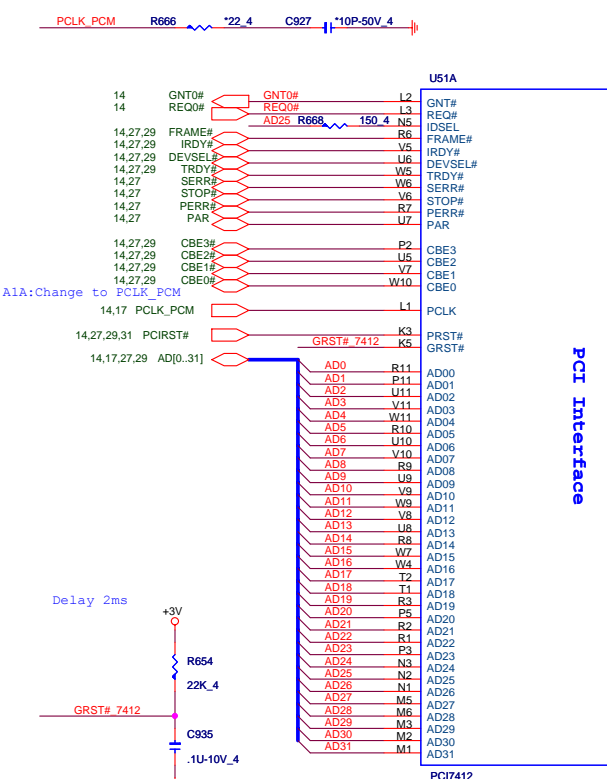 PCLK_PCM R666 *22_4 C927 *10P-50V_4
U51A
14 GNT0# GNT0# L2 GNT#
14 REQ0# REQ0# L3 REQ#
AD25 R668 150_4 N5 IDSEL
14,27,29 FRAME# R6 FRAME#
14,27,29 IRDY# V5 IRDY#
14,27,29 DEVSEL# U6 DEVSEL#
14,27,29 TRDY# W5 TRDY#
14,27 SERR# W6 SERR#
14,27 STOP# V6 STOP#
14,27 PERR# R7 PERR#
14,27 PAR U7 PAR
14,27,29 CBE3# P2 CBE3
14,27,29 CBE2# U5 CBE2
14,27,29 CBE1# V7 CBE1
14,27,29 CBE0# W10 CBE0
A1A:Change to PCLK_PCM
14,17 PCLK_PCM L1 PCLK
14,27,29,31 PCIRST# K3 PRST#
GRST#_7412 K5 GRST#
14,17,27,29 AD[0..31]
AD0 R11 AD00
AD1 P11 AD01
AD2 U11 AD02
AD3 V11 AD03
AD4 W11 AD04
AD5 R10 AD05
AD6 U10 AD06
AD7 V10 AD07
AD8 R9 AD08
AD9 U9 AD09
AD10 V9 AD10
AD11 W9 AD11
AD12 V8 AD12
AD13 U8 AD13
AD14 R8 AD14
AD15 W7 AD15
AD16 W4 AD16
AD17 T2 AD17
AD18 T1 AD18
AD19 R3 AD19
AD20 P5 AD20
AD21 R2 AD21
AD22 R1 AD22
AD23 P3 AD23
AD24 N3 AD24
AD25 N2 AD25
AD26 N1 AD26
AD27 M5 AD27
AD28 M6 AD28
AD29 M3 AD29
AD30 M2 AD30
AD31 M1 AD31
PCI Interface
Delay 2ms
+3V
R654
22K_4
GRST#_7412
C935
.1U-10V_4
PCI7412